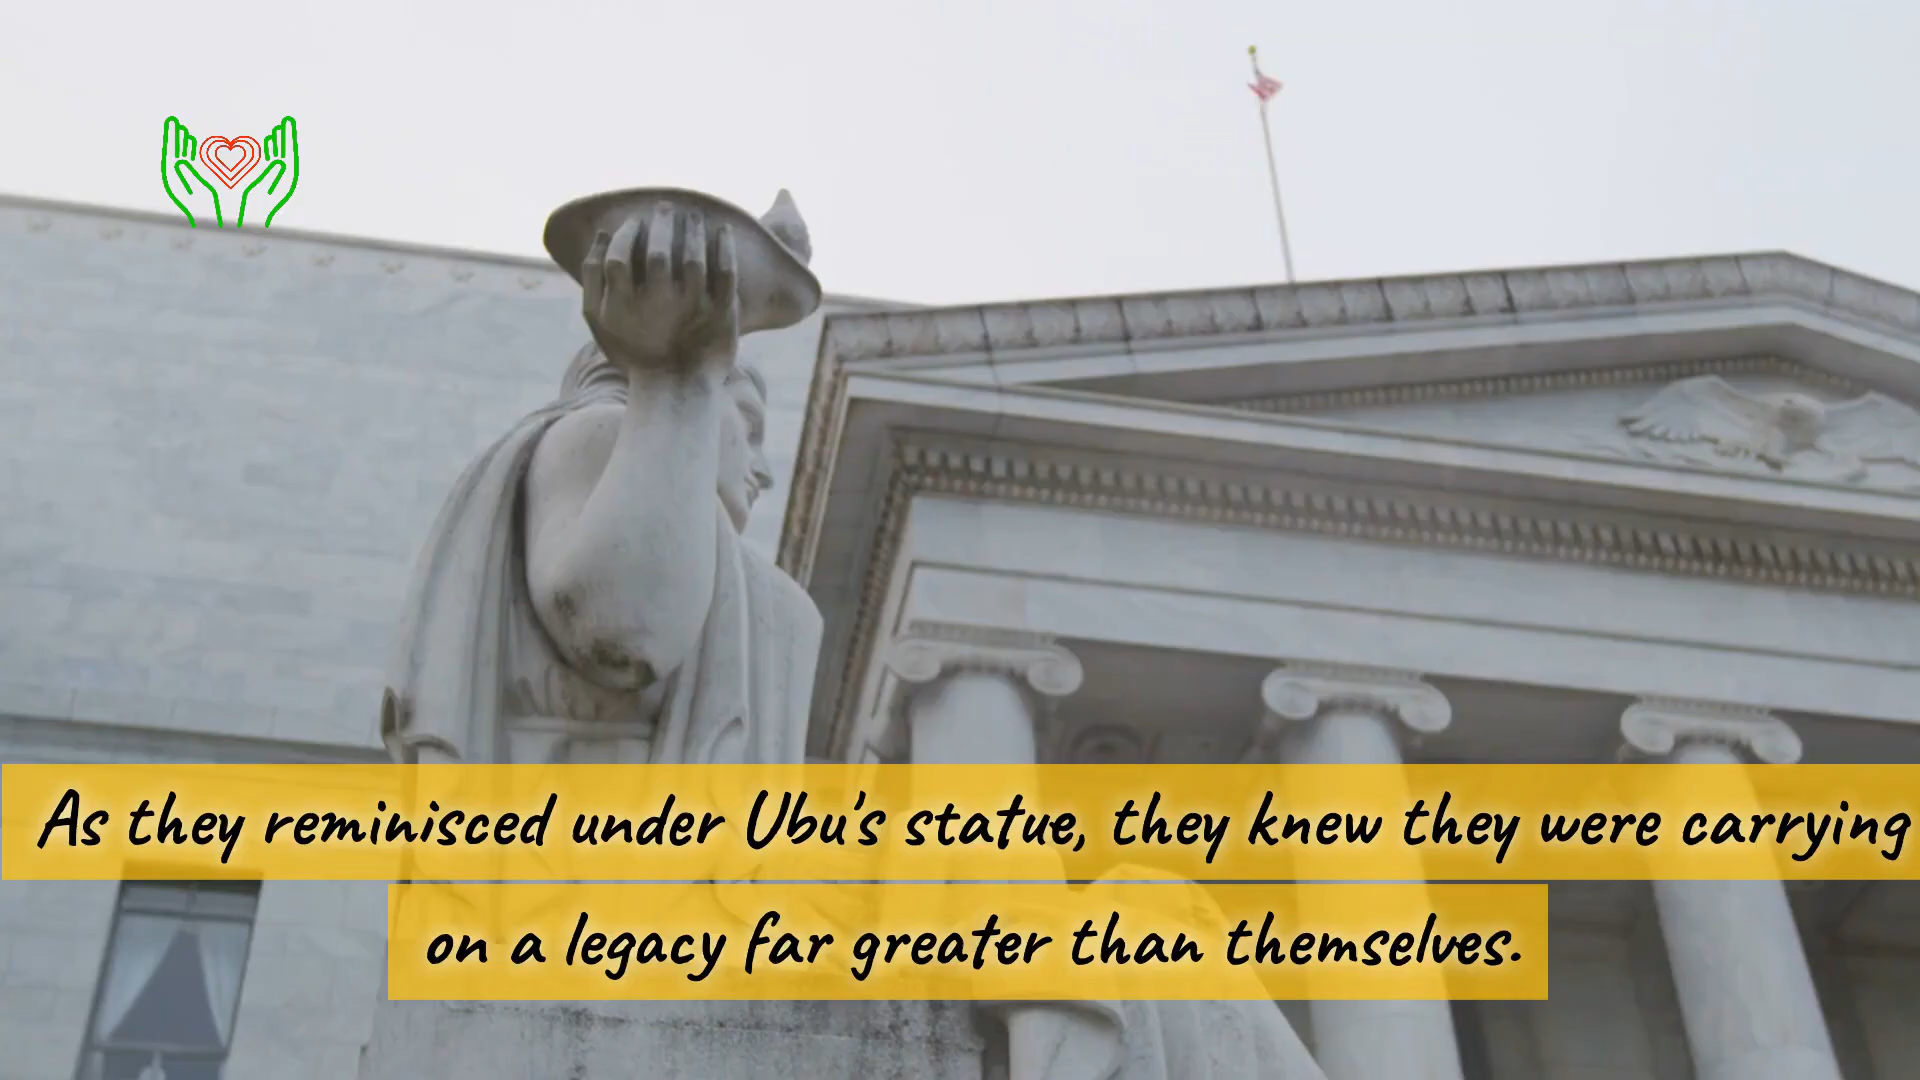 As they reminisced under Ubu's statue, they knew they were carrying
on a legacy far greater than themselves.